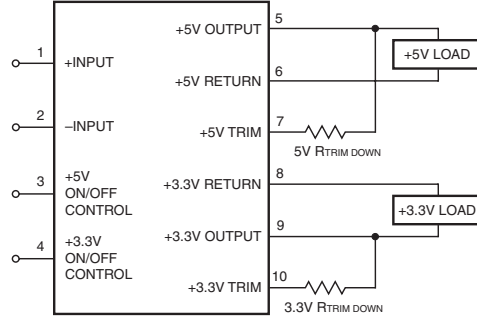 +5V OUTPUT
5
+5V LOAD
1
+INPUT
+5V RETURN
6
2
–INPUT
+5V TRIM
7
5V RTRIM DOWN
3
+5V
ON/OFF
CONTROL
+3.3V RETURN
8
+3.3V LOAD
4
+3.3V
ON/OFF
CONTROL
+3.3V OUTPUT
9
+3.3V TRIM
10
3.3V RTRIM DOWN